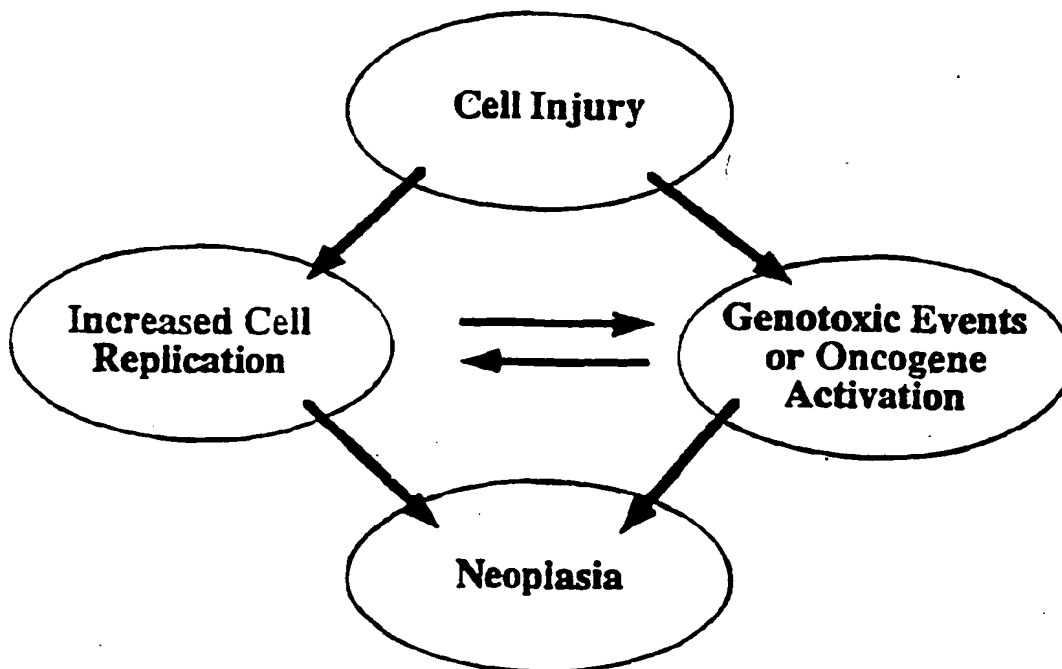 Cell Injury
Increased Cell
Replication
Genotoxic Events
or Oncogene
Activation
Neoplasia